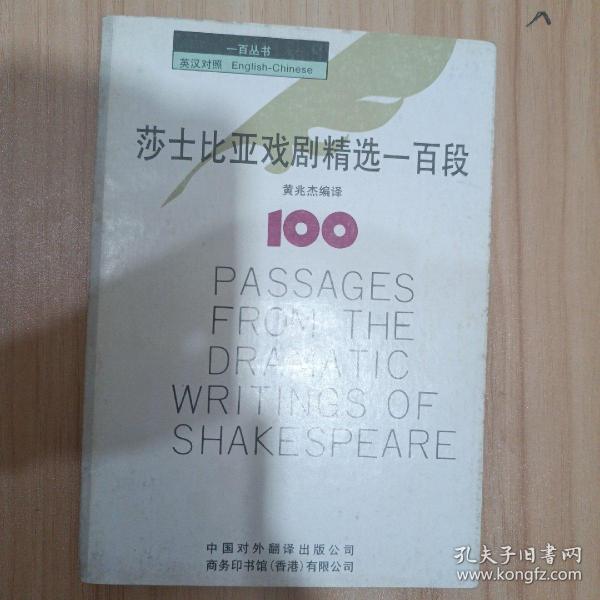 一百丛书
英汉对照 English-Chinese
莎士比亚戏剧精选一百段
黄兆杰编译
100
PASSAGES
FROM THE
DRAMATIC
WRITINGS OF
SHAKESPEARE
中国对外翻译出版公司
商务印书馆(香港)有限公司
孔夫子旧书网
www.kongfz.com